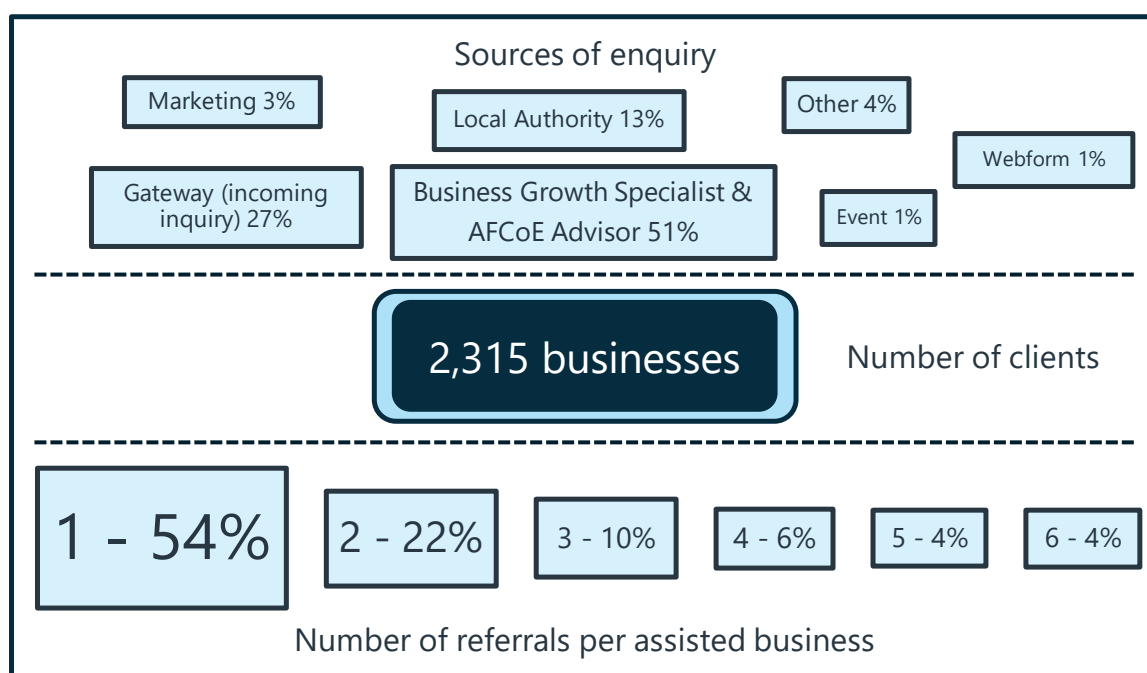 Sources of enquiry
Marketing 3%
Local Authority 13%
Other 4%
Webform 1%
Gateway (incoming
inquiry) 27%
Business Growth Specialist &
AFCoE Advisor 51%
Event 1%
2,315 businesses
Number of clients
1 - 54%
2 - 22%
3 - 10%
4 - 6%
5 - 4%
6 - 4%
Number of referrals per assisted business